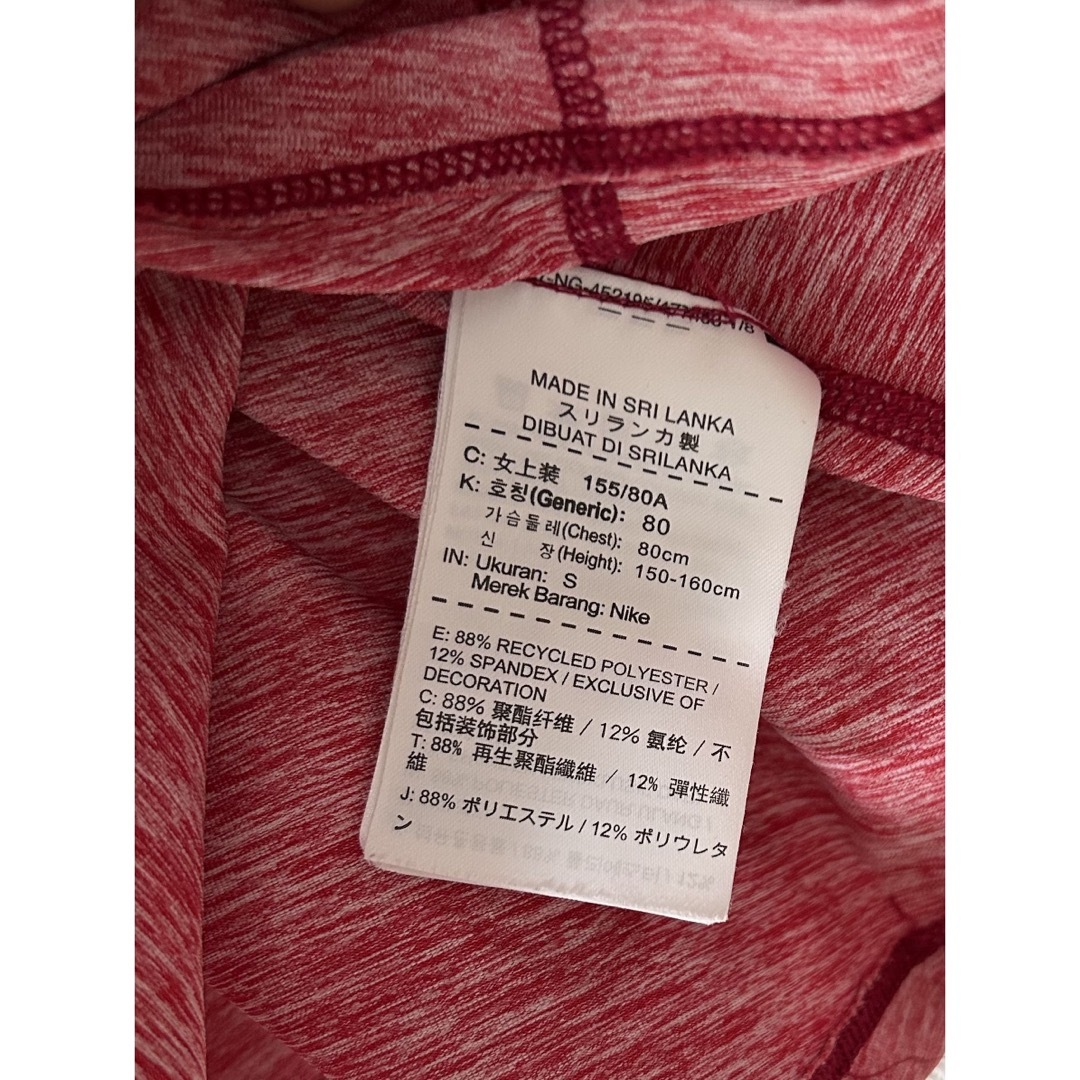 MADE IN SRI LANKA
スリランカ製
DIBUAT DI SRILANKA
C: 女上装 155/80A
K: 호칭(Generic): 80
가슴둘레(Chest): 80cm
신 장(Height): 150-160cm
IN: Ukuran: S
Merek Barang: Nike
E: 88% RECYCLED POLYESTER /
12% SPANDEX / EXCLUSIVE OF
DECORATION
C: 88% 聚酯纤维 / 12% 氨纶 / 不
包括装饰部分
T: 88% 再生聚酯纖維 / 12% 彈性纖
維
J: 88% ポリエステル / 12% ポリウレタ
ン